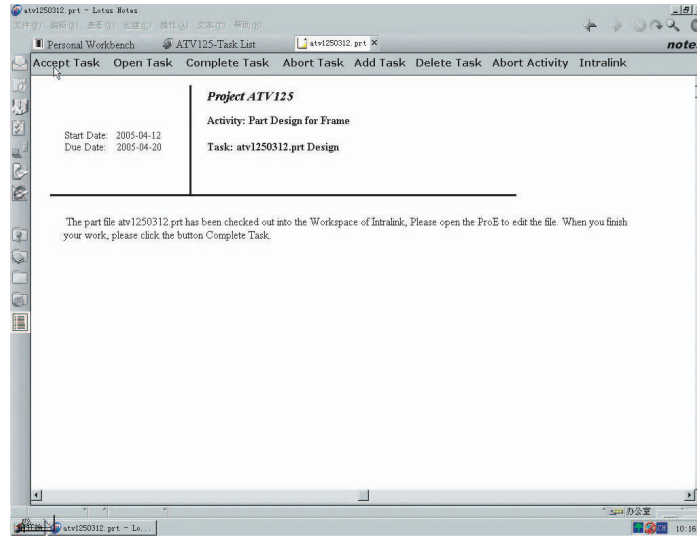 atv1250312.prt - Lotus Notes
Personal Workbench ATV125-Task List atv1250312.prt
notes
Accept Task Open Task Complete Task Abort Task Add Task Delete Task Abort Activity Intralink
Project ATV125
Activity: Part Design for Frame
Start Date: 2005-04-12
Due Date: 2005-04-20
Task: atv1250312.prt Design
The part file atv1250312.prt has been checked out into the Workspace of Intralink, Please open the ProE to edit the file. When you finish
your work, please click the button Complete Task.
办公室
atv1250312.prt - Lo...
10:16